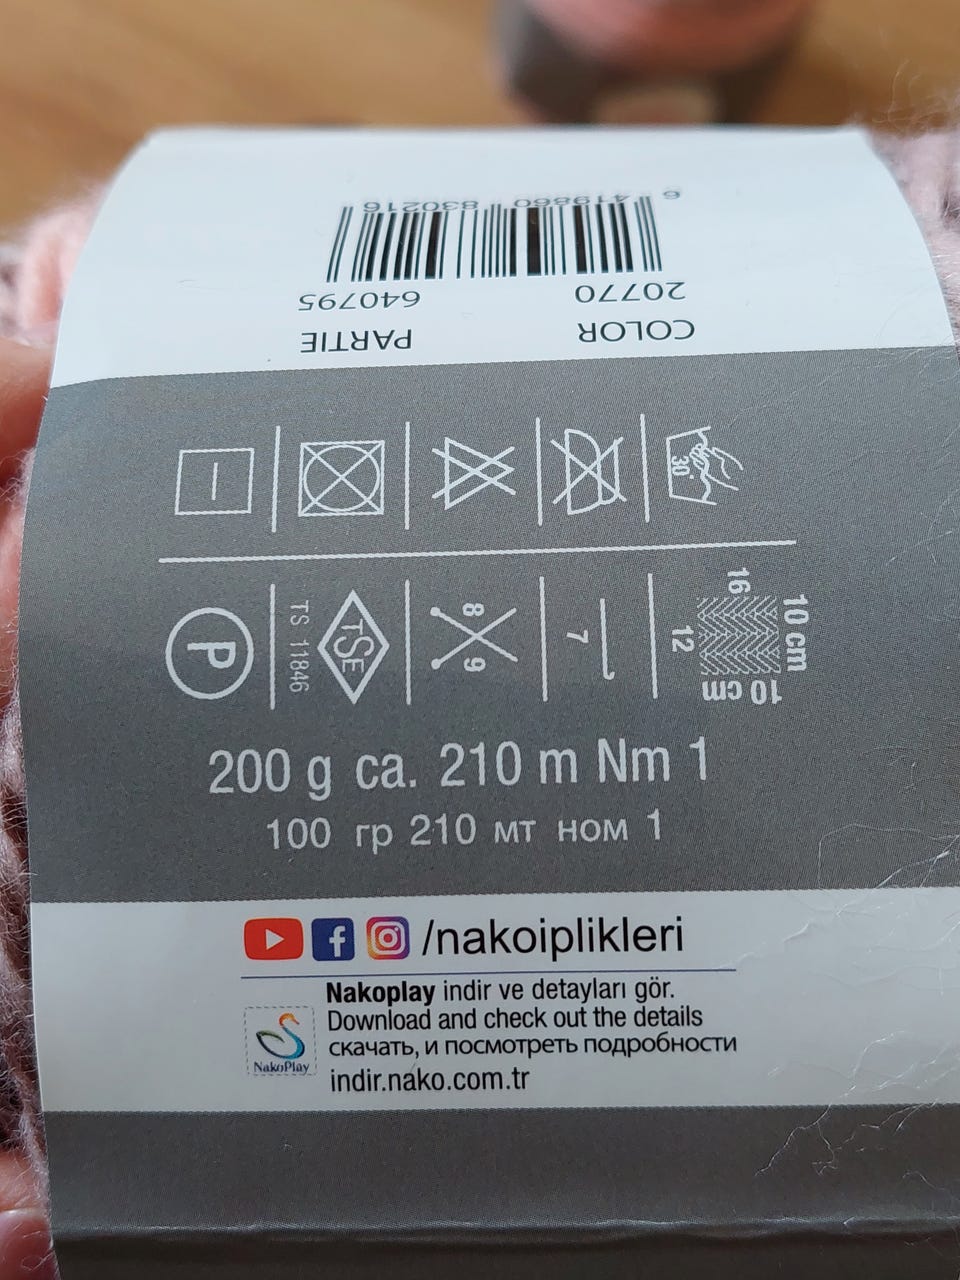 6 419860 830216
COLOR PARTIE
20770 640795
30°
16
10 cm
12
10 cm
7
8
9
TSE
TS 11846
P
200 g ca. 210 m Nm 1
100 гр 210 мт ном 1
/nakoiplikleri
Nakoplay indir ve detayları gör.
Download and check out the details
скачать, и посмотреть подробности
indir.nako.com.tr
NakoPlay